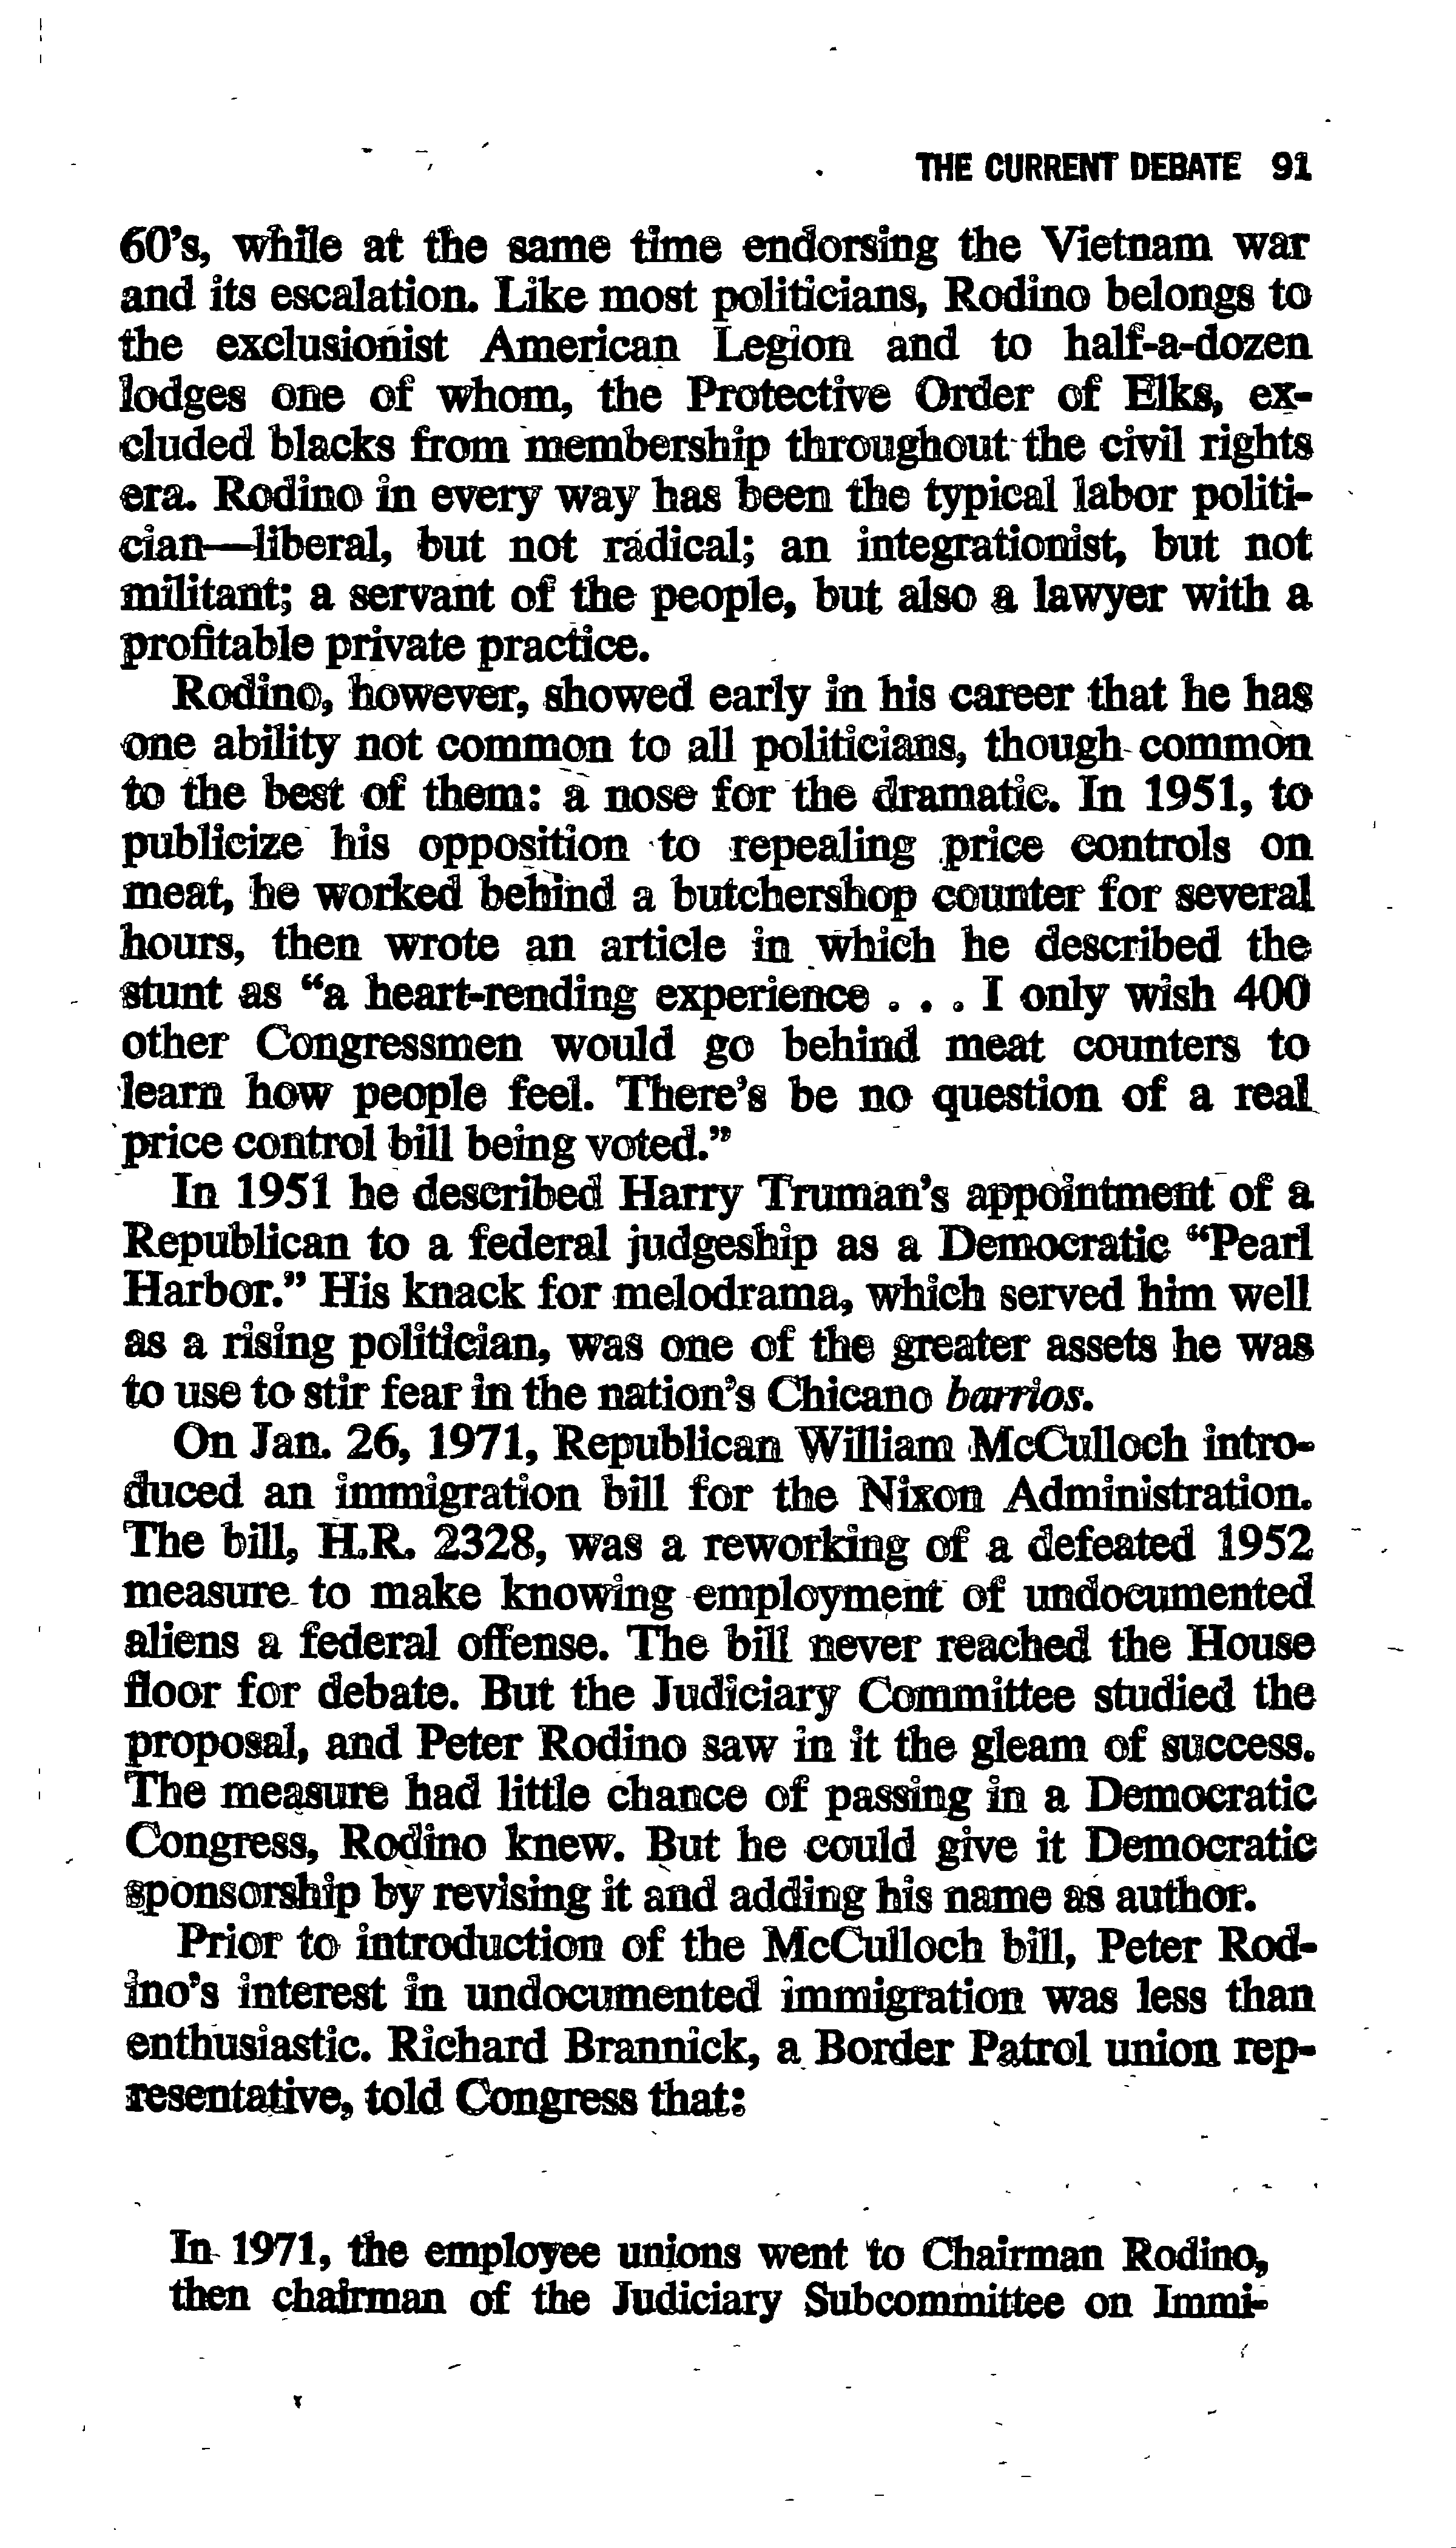 THE CURRENT DEBATE 91
60's, while at the same time endorsing the Vietnam war
and its escalation. Like most politicians, Rodino belongs to
the exclusionist American Legion and to half-a-dozen
lodges one of whom, the Protective Order of Elks, ex-
cluded blacks from membership throughout the civil rights
era. Rodino in every way has been the typical labor politi-
cian—liberal, but not radical; an integrationist, but not
militant; a servant of the people, but also a lawyer with a
profitable private practice.
Rodino, however, showed early in his career that he has
one ability not common to all politicians, though common
to the best of them: a nose for the dramatic. In 1951, to
publicize his opposition to repealing price controls on
meat, he worked behind a butchershop counter for several
hours, then wrote an article in which he described the
stunt as "a heart-rending experience . . . I only wish 400
other Congressmen would go behind meat counters to
learn how people feel. There's be no question of a real
price control bill being voted."
In 1951 he described Harry Truman's appointment of a
Republican to a federal judgeship as a Democratic "Pearl
Harbor." His knack for melodrama, which served him well
as a rising politician, was one of the greater assets he was
to use to stir fear in the nation's Chicano barrios.
On Jan. 26, 1971, Republican William McCulloch intro-
duced an immigration bill for the Nixon Administration.
The bill, H.R. 2328, was a reworking of a defeated 1952
measure to make knowing employment of undocumented
aliens a federal offense. The bill never reached the House
floor for debate. But the Judiciary Committee studied the
proposal, and Peter Rodino saw in it the gleam of success.
The measure had little chance of passing in a Democratic
Congress, Rodino knew. But he could give it Democratic
sponsorship by revising it and adding his name as author.
Prior to introduction of the McCulloch bill, Peter Rod-
ino's interest in undocumented immigration was less than
enthusiastic. Richard Brannick, a Border Patrol union rep-
resentative, told Congress that:
In 1971, the employee unions went to Chairman Rodino,
then chairman of the Judiciary Subcommittee on Immi-